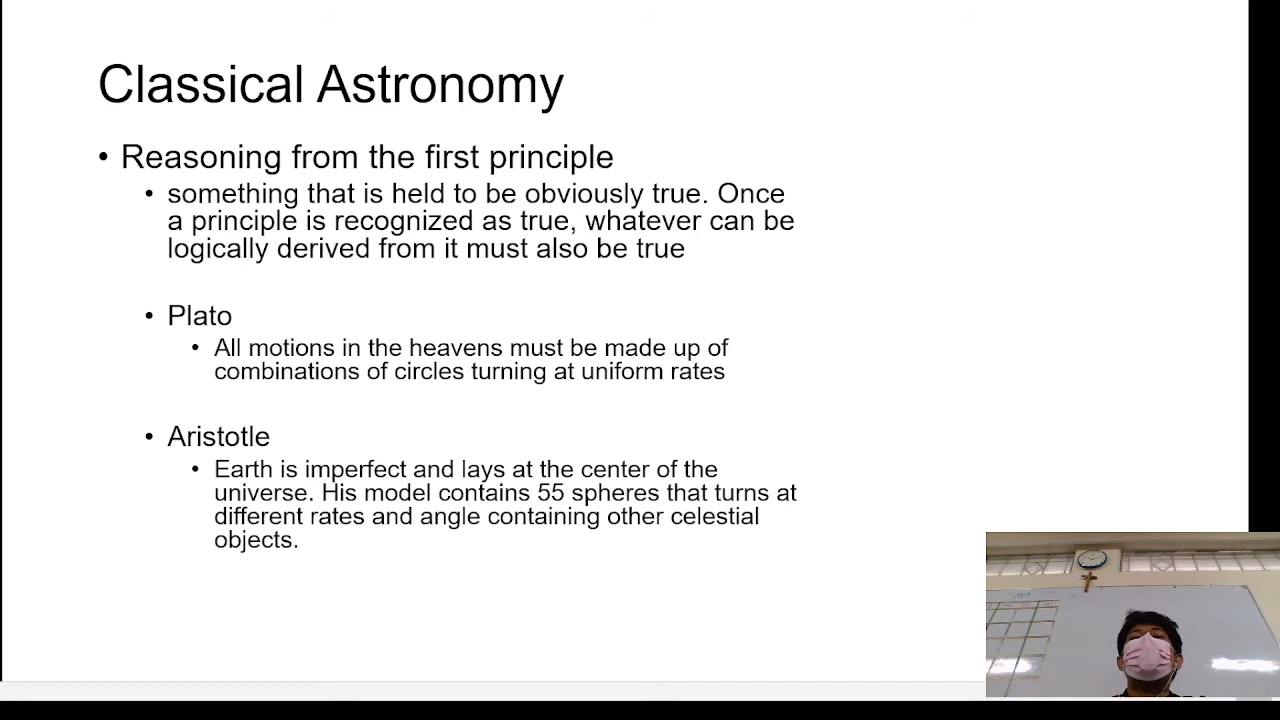 Classical Astronomy
• Reasoning from the first principle
• something that is held to be obviously true. Once
a principle is recognized as true, whatever can be
logically derived from it must also be true
• Plato
• All motions in the heavens must be made up of
combinations of circles turning at uniform rates
• Aristotle
• Earth is imperfect and lays at the center of the
universe. His model contains 55 spheres that turns at
different rates and angle containing other celestial
objects.